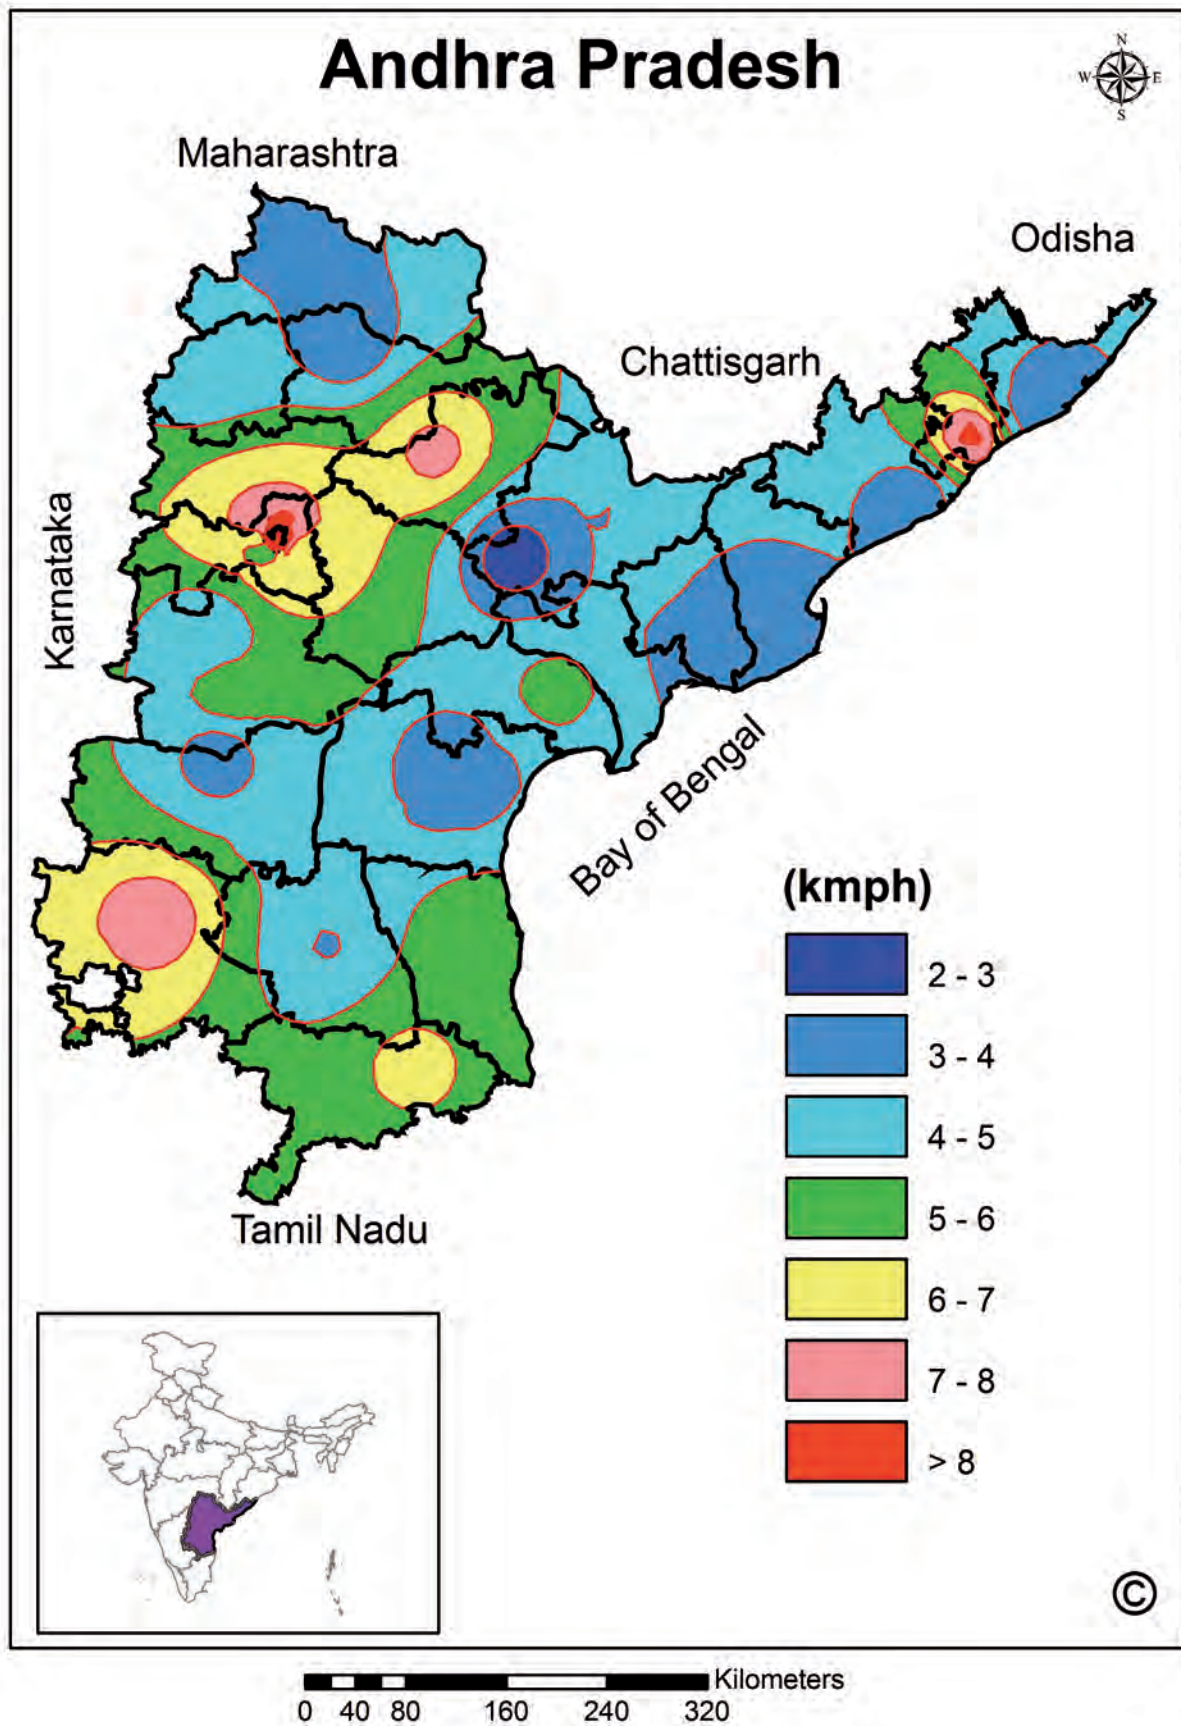 Andhra Pradesh
N
W E
S
Maharashtra
Odisha
Chattisgarh
Karnataka
Bay of Bengal
Tamil Nadu
(kmph)
2 - 3
3 - 4
4 - 5
5 - 6
6 - 7
7 - 8
> 8
©
Kilometers
0 40 80 160 240 320